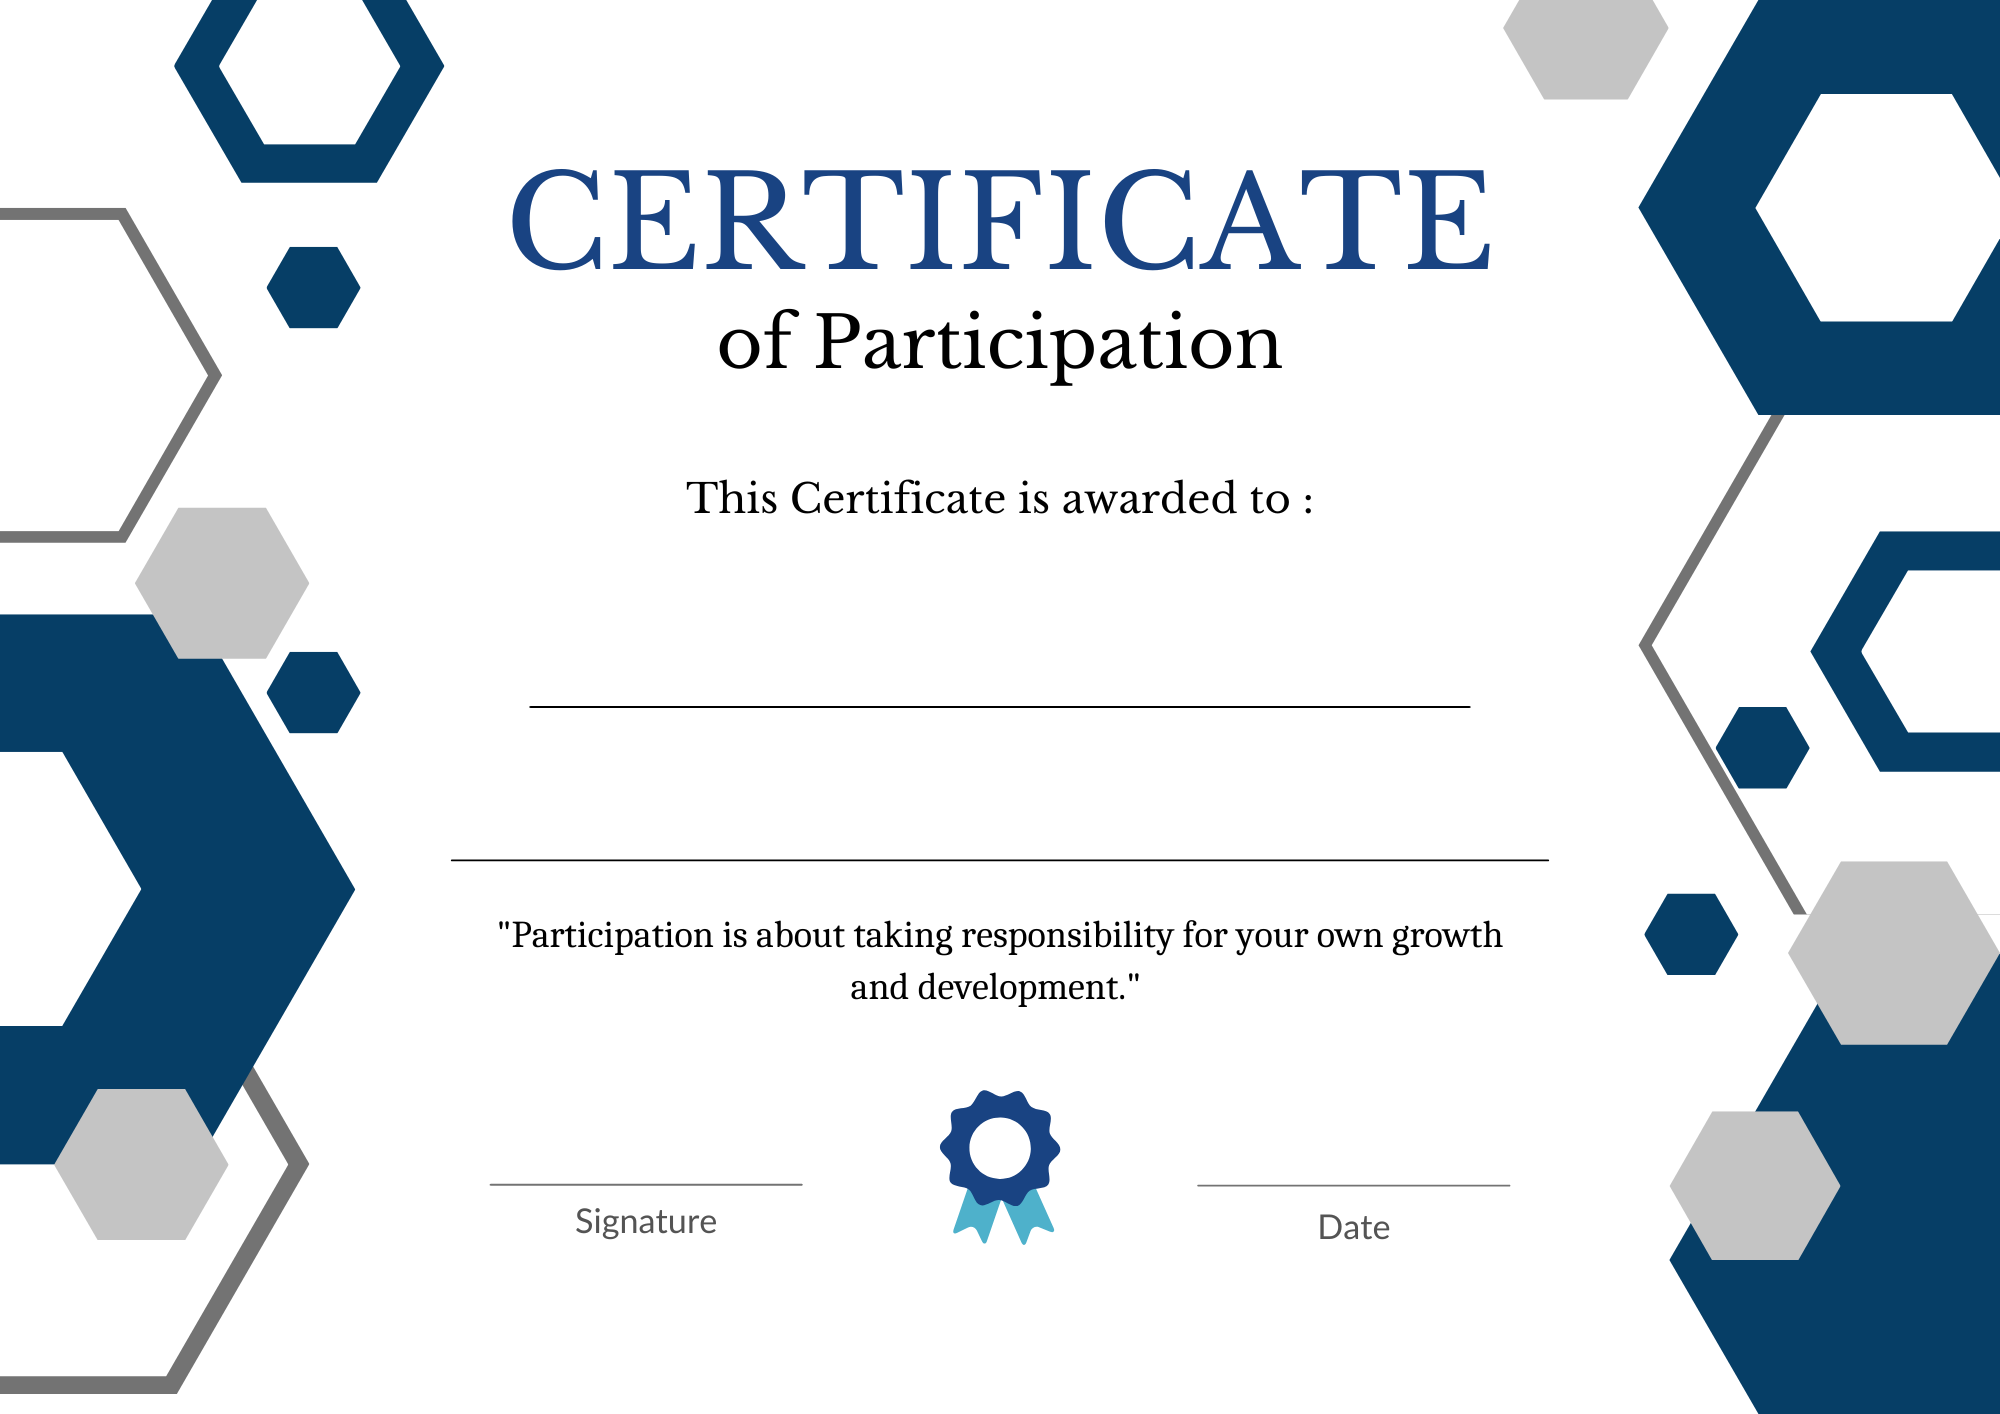 CERTIFICATE
of Participation
This Certificate is awarded to :
"Participation is about taking responsibility for your own growth
and development."
Signature
Date